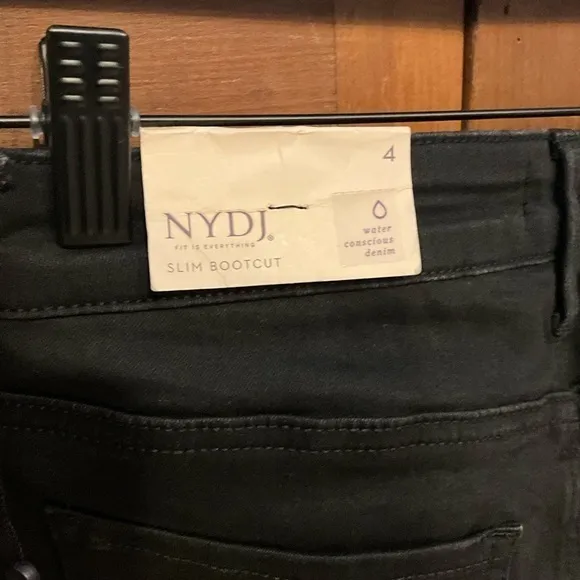 4
NYDJ®
FIT IS EVERYTHING
SLIM BOOTCUT
water
conscious
denim